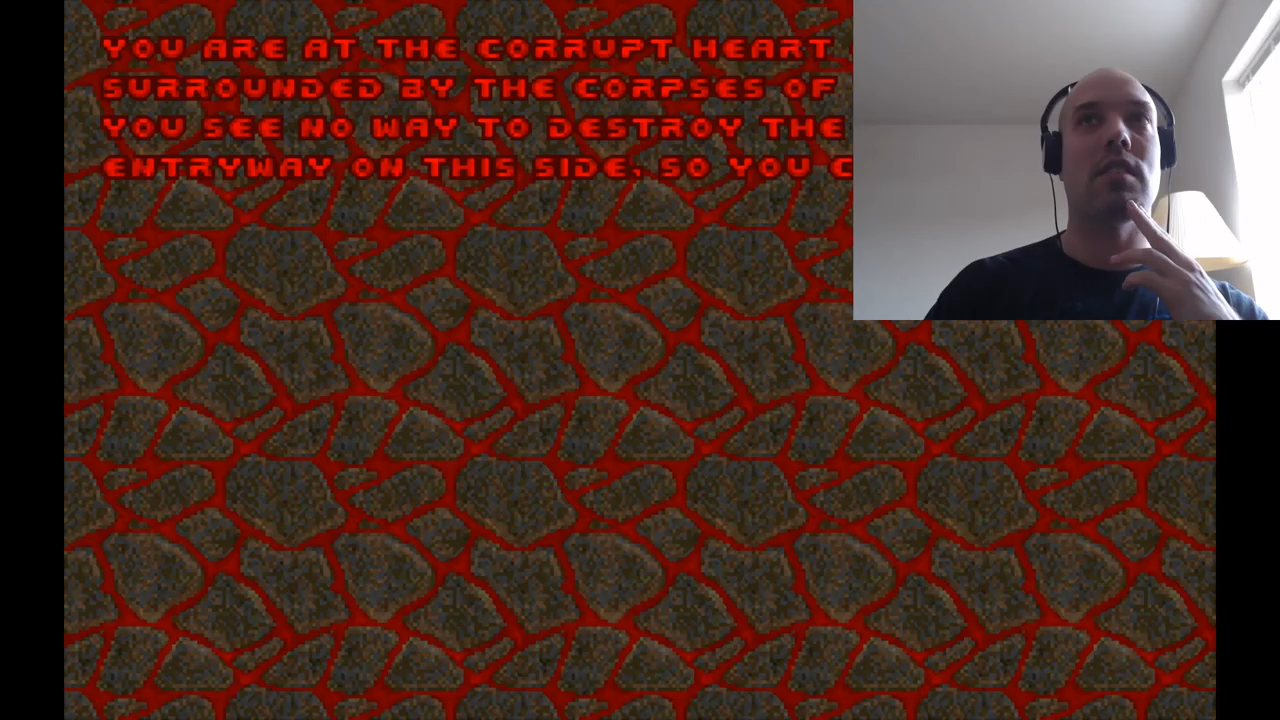 YOU ARE AT THE CORRUPT HEART
SURROUNDED BY THE CORPSES OF
YOU SEE NO WAY TO DESTROY THE
ENTRYWAY ON THIS SIDE, SO YOU C